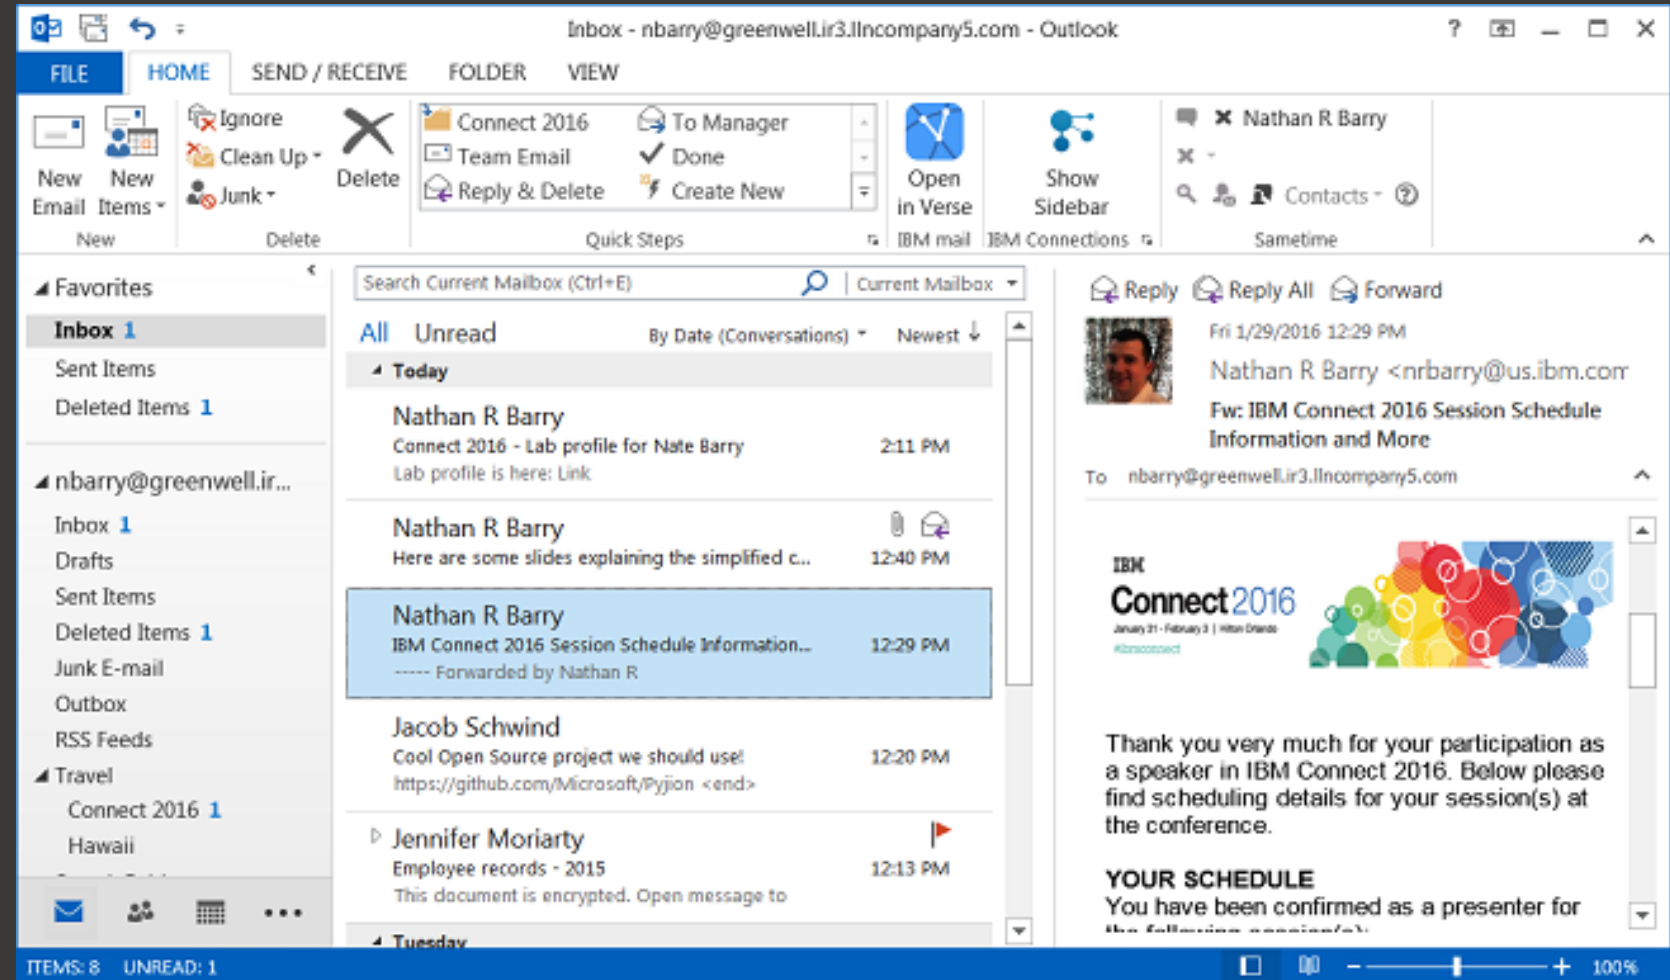 Inbox - nbarry@greenwell.ir3.llncompany5.com - Outlook
FILE
HOME
SEND / RECEIVE
FOLDER
VIEW
New Email
New Items
New
Ignore
Clean Up
Junk
Delete
Delete
Connect 2016
Team Email
Reply & Delete
To Manager
Done
Create New
Quick Steps
Open in Verse
IBM mail
Show Sidebar
IBM Connections
Nathan R Barry
Contacts
Sametime
Favorites
Inbox 1
Sent Items
Deleted Items 1
nbarry@greenwell.ir...
Inbox 1
Drafts
Sent Items
Deleted Items 1
Junk E-mail
Outbox
RSS Feeds
Travel
Connect 2016 1
Hawaii
Search Current Mailbox (Ctrl+E)
Current Mailbox
All Unread
By Date (Conversations)
Newest
Today
Nathan R Barry
Connect 2016 - Lab profile for Nate Barry 2:11 PM
Lab profile is here: Link
Nathan R Barry
Here are some slides explaining the simplified c... 12:40 PM
Nathan R Barry
IBM Connect 2016 Session Schedule Information... 12:29 PM
----- Forwarded by Nathan R
Jacob Schwind
Cool Open Source project we should use! 12:20 PM
https://github.com/Microsoft/Pyjion <end>
Jennifer Moriarty
Employee records - 2015 12:13 PM
This document is encrypted. Open message to
Tuesday
Reply Reply All Forward
Fri 1/29/2016 12:29 PM
Nathan R Barry <nrbarry@us.ibm.com
Fw: IBM Connect 2016 Session Schedule
Information and More
To nbarry@greenwell.ir3.llncompany5.com
IBM
Connect 2016
January 31 - February 3 | Hilton Orlando
#ibmconnect
Thank you very much for your participation as
a speaker in IBM Connect 2016. Below please
find scheduling details for your session(s) at
the conference.
YOUR SCHEDULE
You have been confirmed as a presenter for
the following session(s):
ITEMS: 8 UNREAD: 1
100%